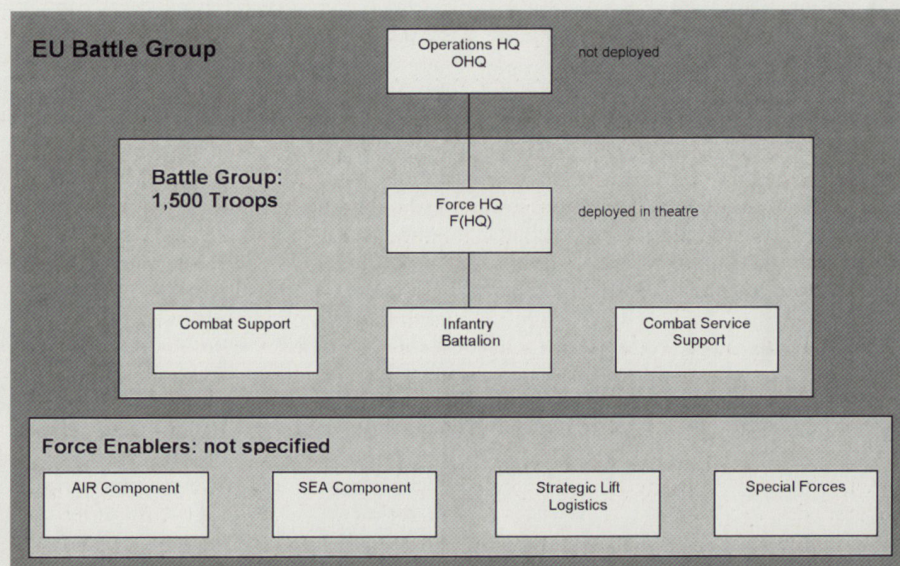 EU Battle Group
Operations HQ
OHQ
not deployed
Battle Group:
1,500 Troops
Force HQ
F(HQ)
deployed in theatre
Combat Support
Infantry
Battalion
Combat Service
Support
Force Enablers: not specified
AIR Component
SEA Component
Strategic Lift
Logistics
Special Forces